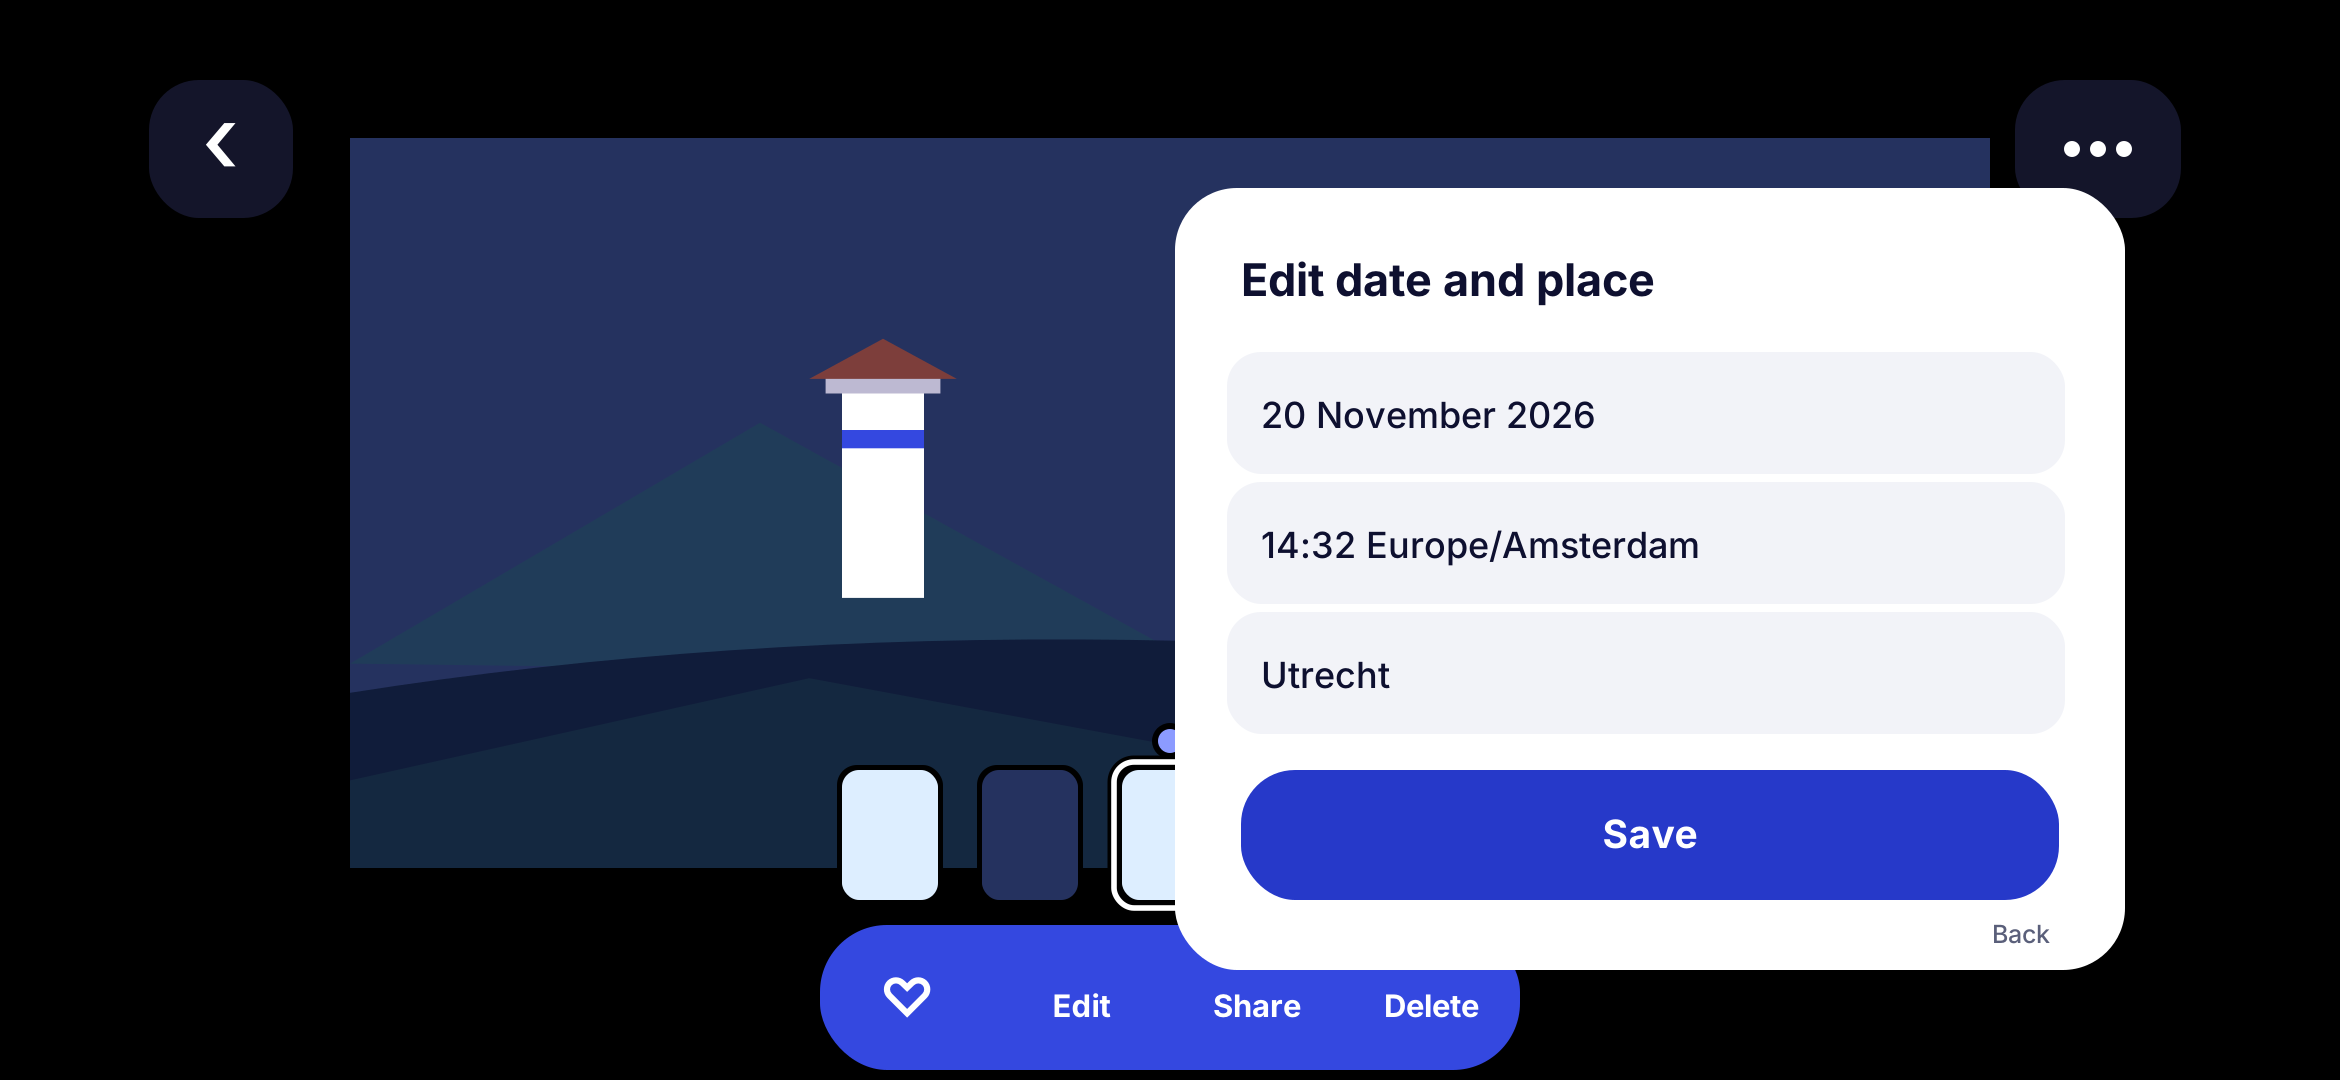 Edit date and place
20 November 2026
14:32 Europe/Amsterdam
Utrecht
Save
Back
Edit
Share
Delete